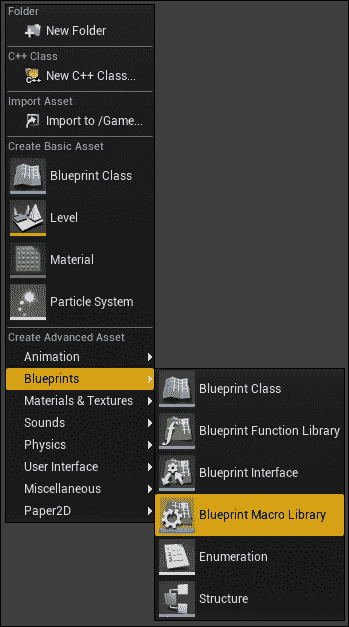 Folder
New Folder
C++ Class
C++
New C++ Class...
Import Asset
Import to /Game...
Create Basic Asset
Blueprint Class
Level
Material
Particle System
Create Advanced Asset
Animation
Blueprints
Materials & Textures
Sounds
Physics
User Interface
Miscellaneous
Paper2D
Blueprint Class
Blueprint Function Library
Blueprint Interface
Blueprint Macro Library
Enumeration
Structure